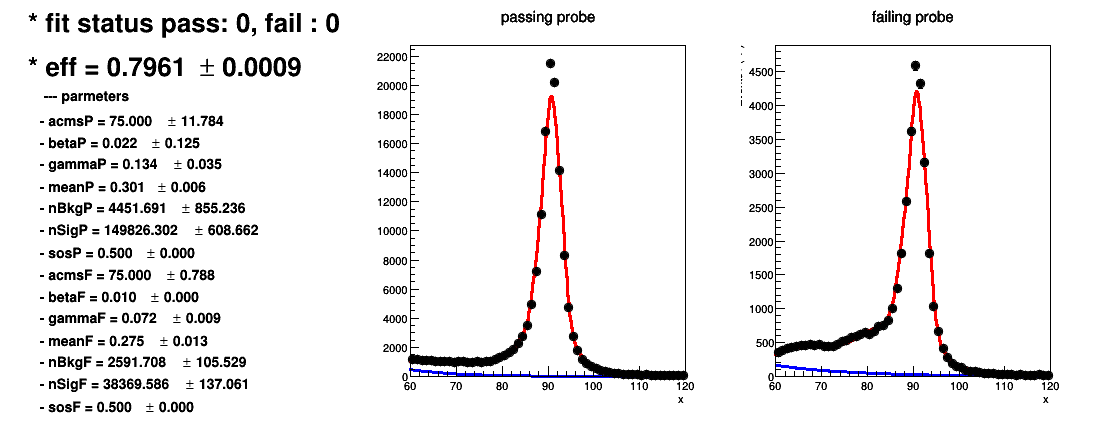 * fit status pass: 0, fail : 0
* eff = 0.7961 ± 0.0009
--- parmeters
- acmsP = 75.000 ± 11.784
- betaP = 0.022 ± 0.125
- gammaP = 0.134 ± 0.035
- meanP = 0.301 ± 0.006
- nBkgP = 4451.691 ± 855.236
- nSigP = 149826.302 ± 608.662
- sosP = 0.500 ± 0.000
- acmsF = 75.000 ± 0.788
- betaF = 0.010 ± 0.000
- gammaF = 0.072 ± 0.009
- meanF = 0.275 ± 0.013
- nBkgF = 2591.708 ± 105.529
- nSigF = 38369.586 ± 137.061
- sosF = 0.500 ± 0.000
passing probe
22000
20000
18000
16000
14000
12000
10000
8000
6000
4000
2000
0
60 70 80 90 100 110 120
x
failing probe
4500
4000
3500
3000
2500
2000
1500
1000
500
0
60 70 80 90 100 110 120
x